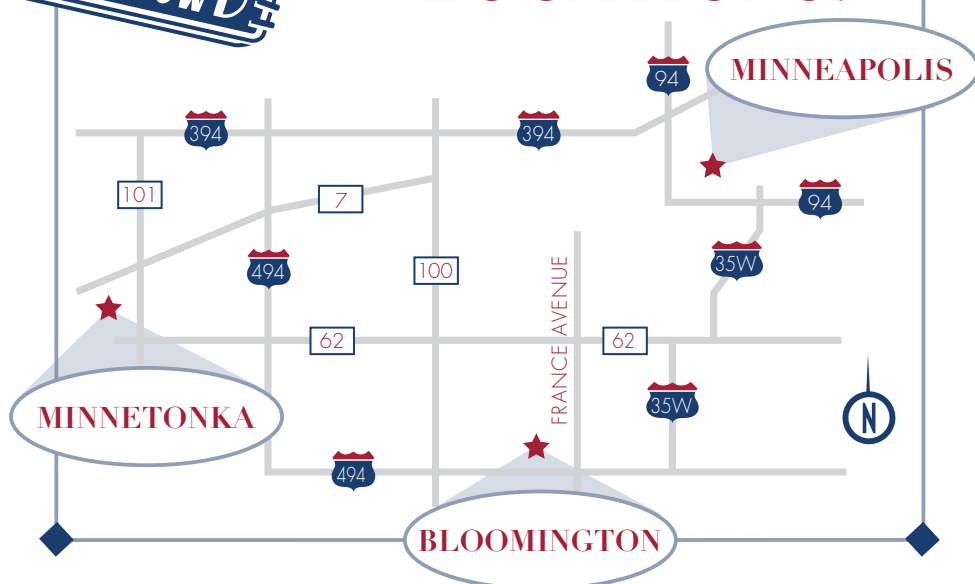 94
MINNEAPOLIS
394
394
101
7
94
494
100
35W
FRANCE AVENUE
62
62
35W
MINNETONKA
N
494
BLOOMINGTON